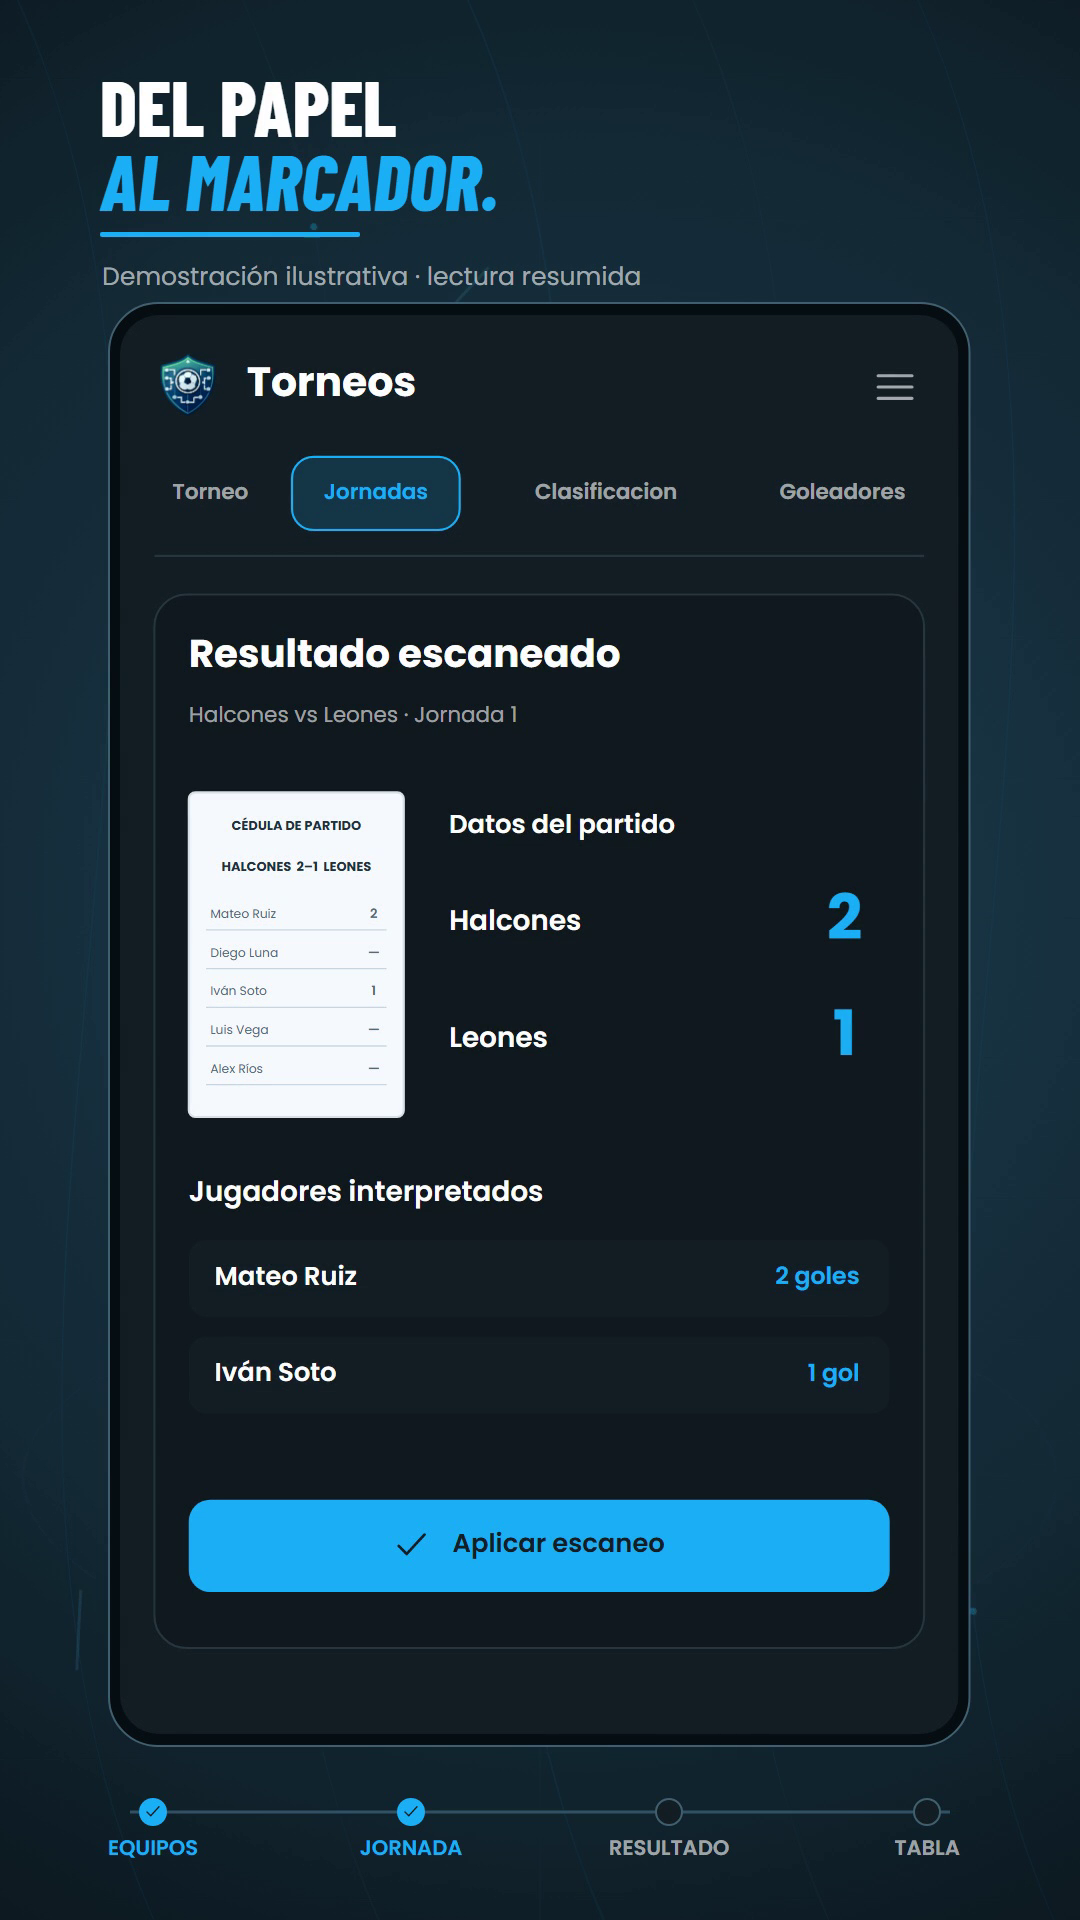 DEL PAPEL
AL MARCADOR.
Demostración ilustrativa · lectura resumida
Torneos
Torneo Jornadas Clasificacion Goleadores
Resultado escaneado
Halcones vs Leones · Jornada 1
CÉDULA DE PARTIDO
HALCONES 2–1 LEONES
Mateo Ruiz 2
Diego Luna —
Iván Soto 1
Luis Vega —
Alex Ríos —
Datos del partido
Halcones 2
Leones 1
Jugadores interpretados
Mateo Ruiz 2 goles
Iván Soto 1 gol
Aplicar escaneo
EQUIPOS JORNADA RESULTADO TABLA